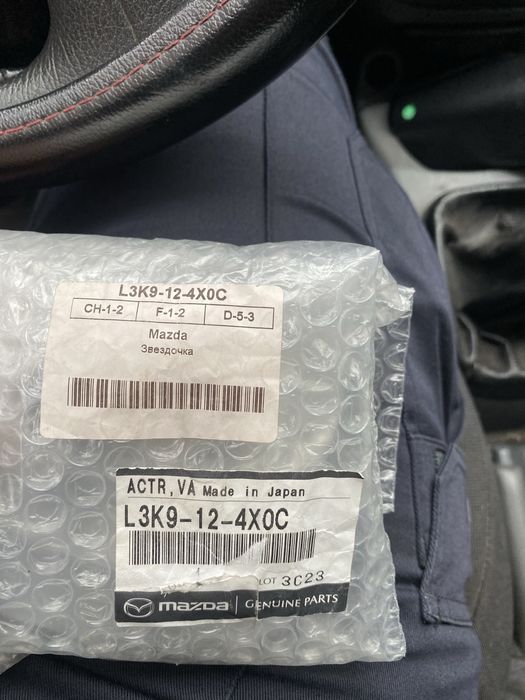 L3K9-12-4X0C
CH-1-2 F-1-2 D-5-3
Mazda
Звездочка
ACTR, VA Made in Japan
L3K9-12-4X0C
LOT 3C23
mazda GENUINE PARTS